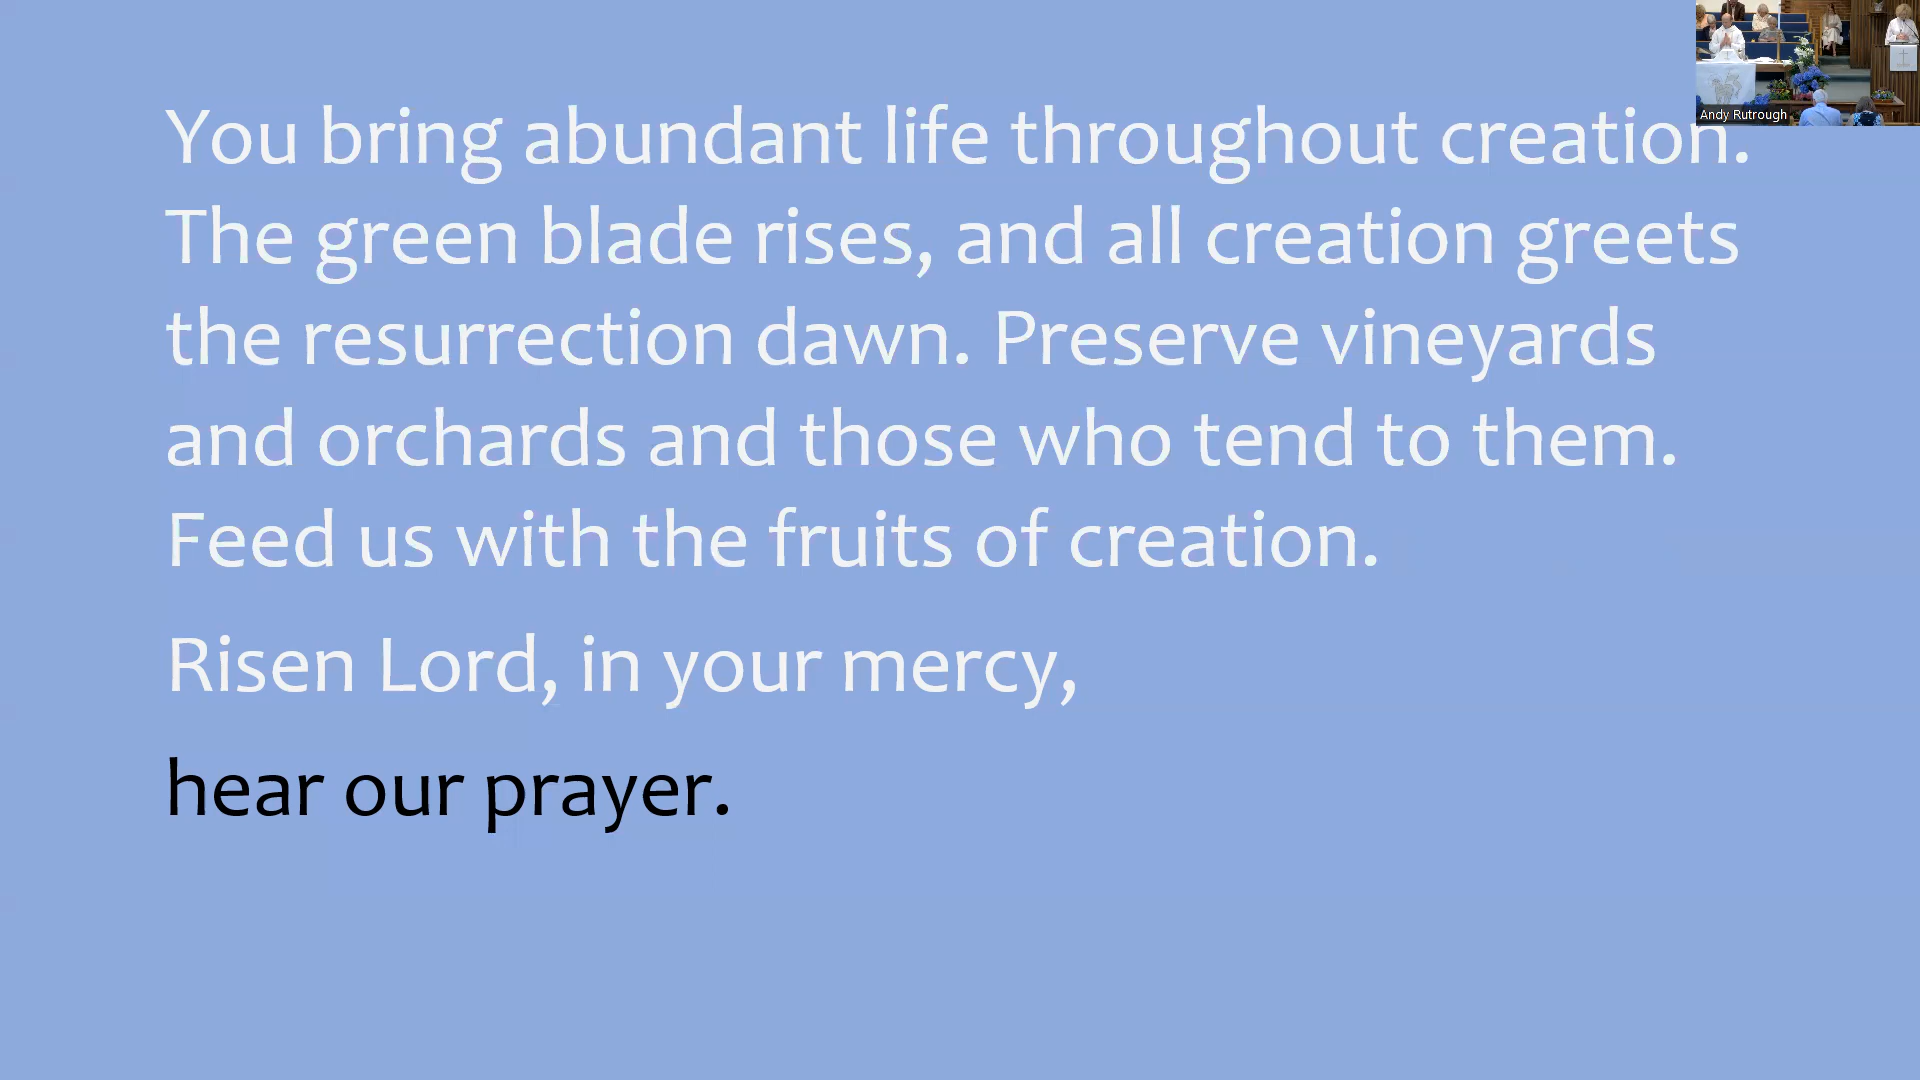 You bring abundant life throughout creation.
The green blade rises, and all creation greets
the resurrection dawn. Preserve vineyards
and orchards and those who tend to them.
Feed us with the fruits of creation.
Risen Lord, in your mercy,
hear our prayer.
Andy Rutrough